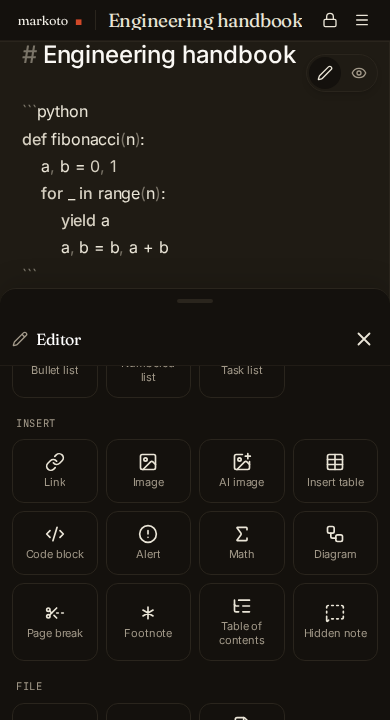 markoto
Engineering handbook
# Engineering handbook
```python
def fibonacci(n):
    a, b = 0, 1
    for _ in range(n):
        yield a
        a, b = b, a + b
```
Editor
Bullet list
Numbered list
Task list
INSERT
Link
Image
AI image
Insert table
Code block
Alert
Math
Diagram
Page break
Footnote
Table of
contents
Hidden note
FILE